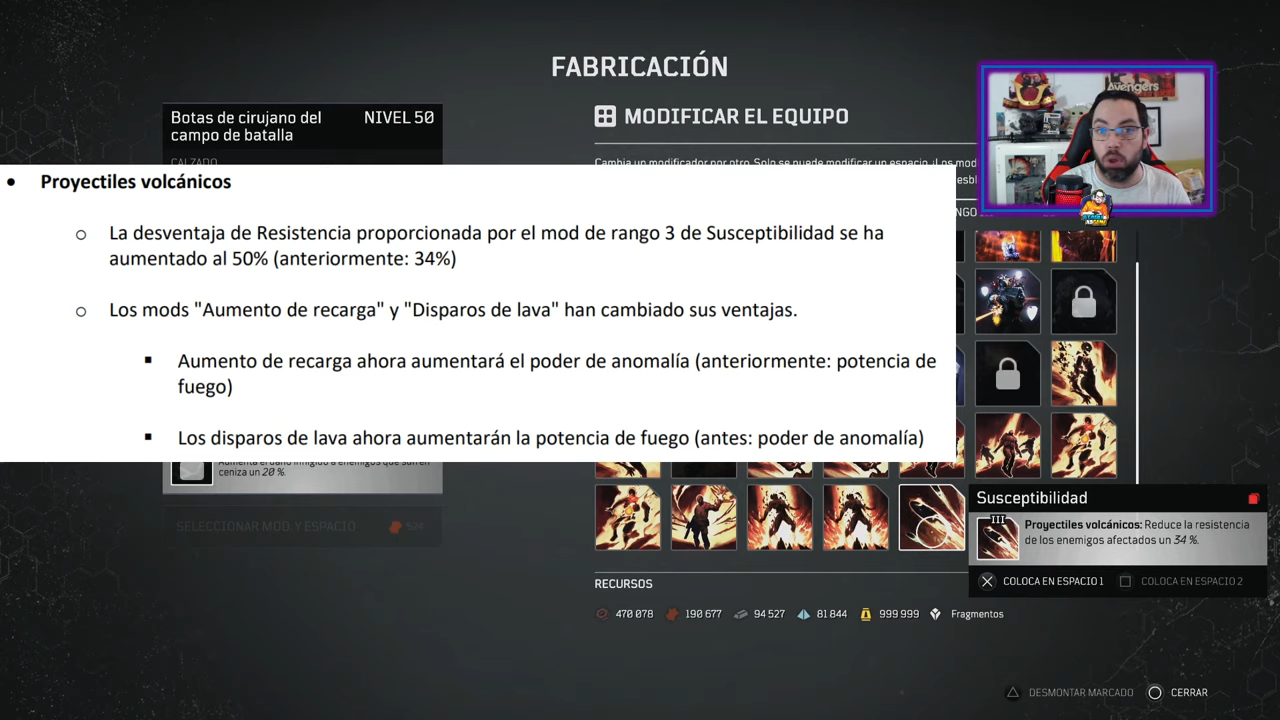 FABRICACIÓN
Botas de cirujano del
campo de batalla
NIVEL 50
CALZADO
MODIFICAR EL EQUIPO
Cambia un modificador por otro. Solo se puede modificar un espacio. ¡Los mod
Avengers
• Proyectiles volcánicos
o La desventaja de Resistencia proporcionada por el mod de rango 3 de Susceptibilidad se ha
aumentado al 50% (anteriormente: 34%)
o Los mods "Aumento de recarga" y "Disparos de lava" han cambiado sus ventajas.
▪ Aumento de recarga ahora aumentará el poder de anomalía (anteriormente: potencia de
fuego)
▪ Los disparos de lava ahora aumentarán la potencia de fuego (antes: poder de anomalía)
Aumenta el daño infligido a enemigos que sufren
ceniza un 20 %.
SELECCIONAR MOD. Y ESPACIO 524
Susceptibilidad
III
Proyectiles volcánicos: Reduce la resistencia
de los enemigos afectados un 34 %.
COLOCA EN ESPACIO 1
COLOCA EN ESPACIO 2
RECURSOS
470 078 190 677 94 527 81 844 999 999 Fragmentos
DESMONTAR MARCADO CERRAR